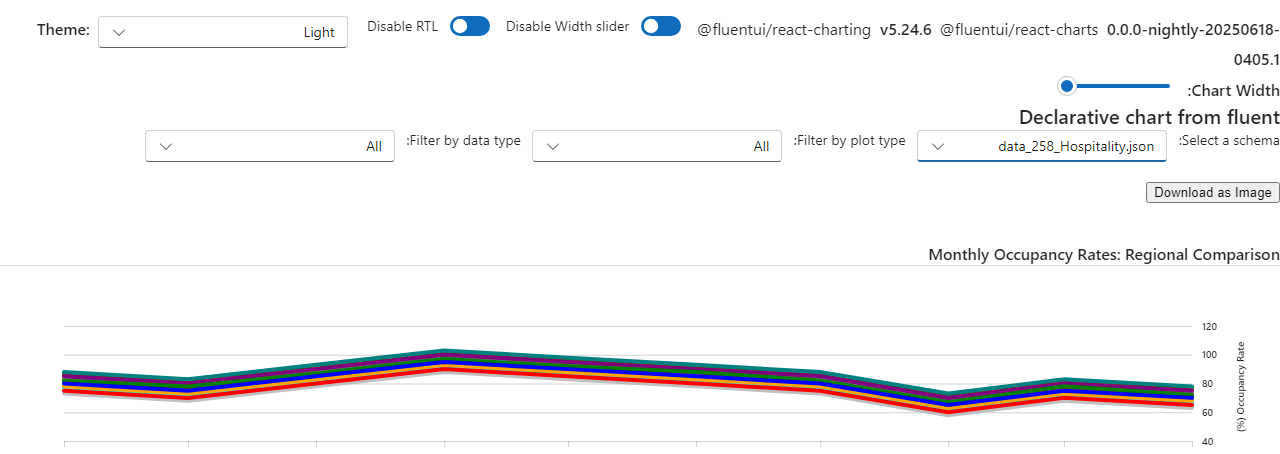 Theme: Light Disable RTL Disable Width slider @fluentui/react-charting v5.24.6 @fluentui/react-charts 0.0.0-nightly-20250618-
0405.1
:Chart Width
Declarative chart from fluent
:Select a schema data_258_Hospitality.json :Filter by plot type All :Filter by data type All
Download as Image
Monthly Occupancy Rates: Regional Comparison
120
100
80
60
40
(%) Occupancy Rate